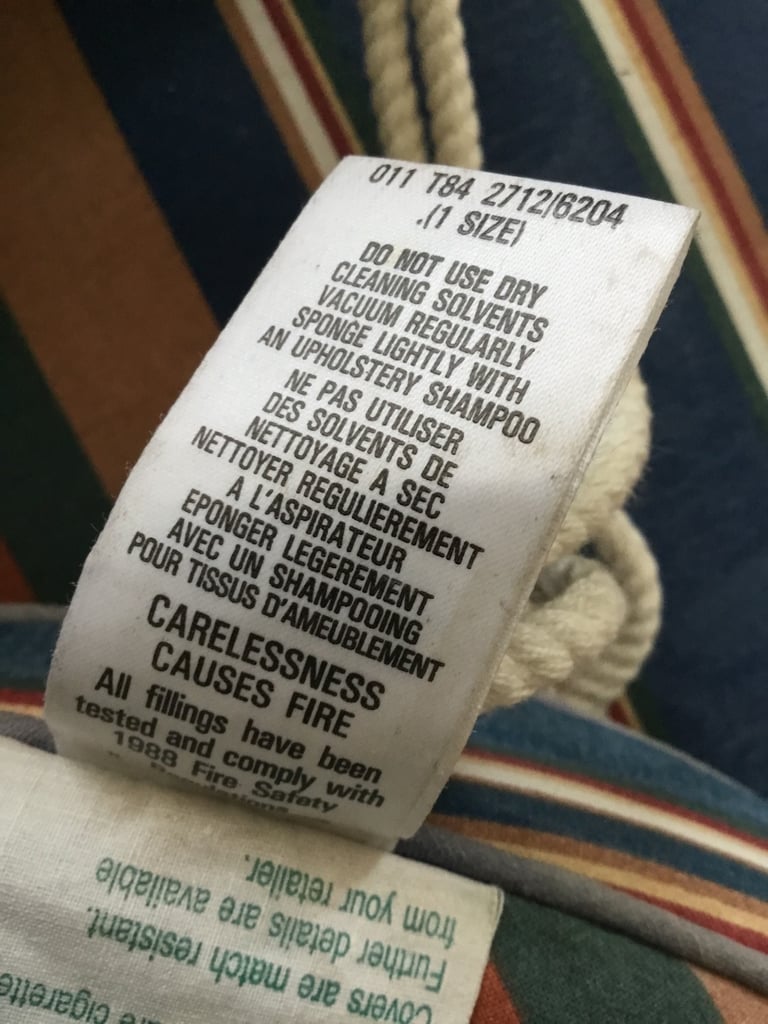 011 T84 2712/6204
.(1 SIZE)
DO NOT USE DRY
CLEANING SOLVENTS
VACUUM REGULARLY
SPONGE LIGHTLY WITH
AN UPHOLSTERY SHAMPOO
NE PAS UTILISER
DES SOLVENTS DE
NETTOYAGE A SEC
NETTOYER REGULIEREMENT
A L'ASPIRATEUR
EPONGER LEGEREMENT
AVEC UN SHAMPOOING
POUR TISSUS D'AMEUBLEMENT
CARELESSNESS
CAUSES FIRE
All fillings have been
tested and comply with
1988 Fire Safety
Regulations
are cigarette
Covers are match resistant.
Further details are available
from your retailer.